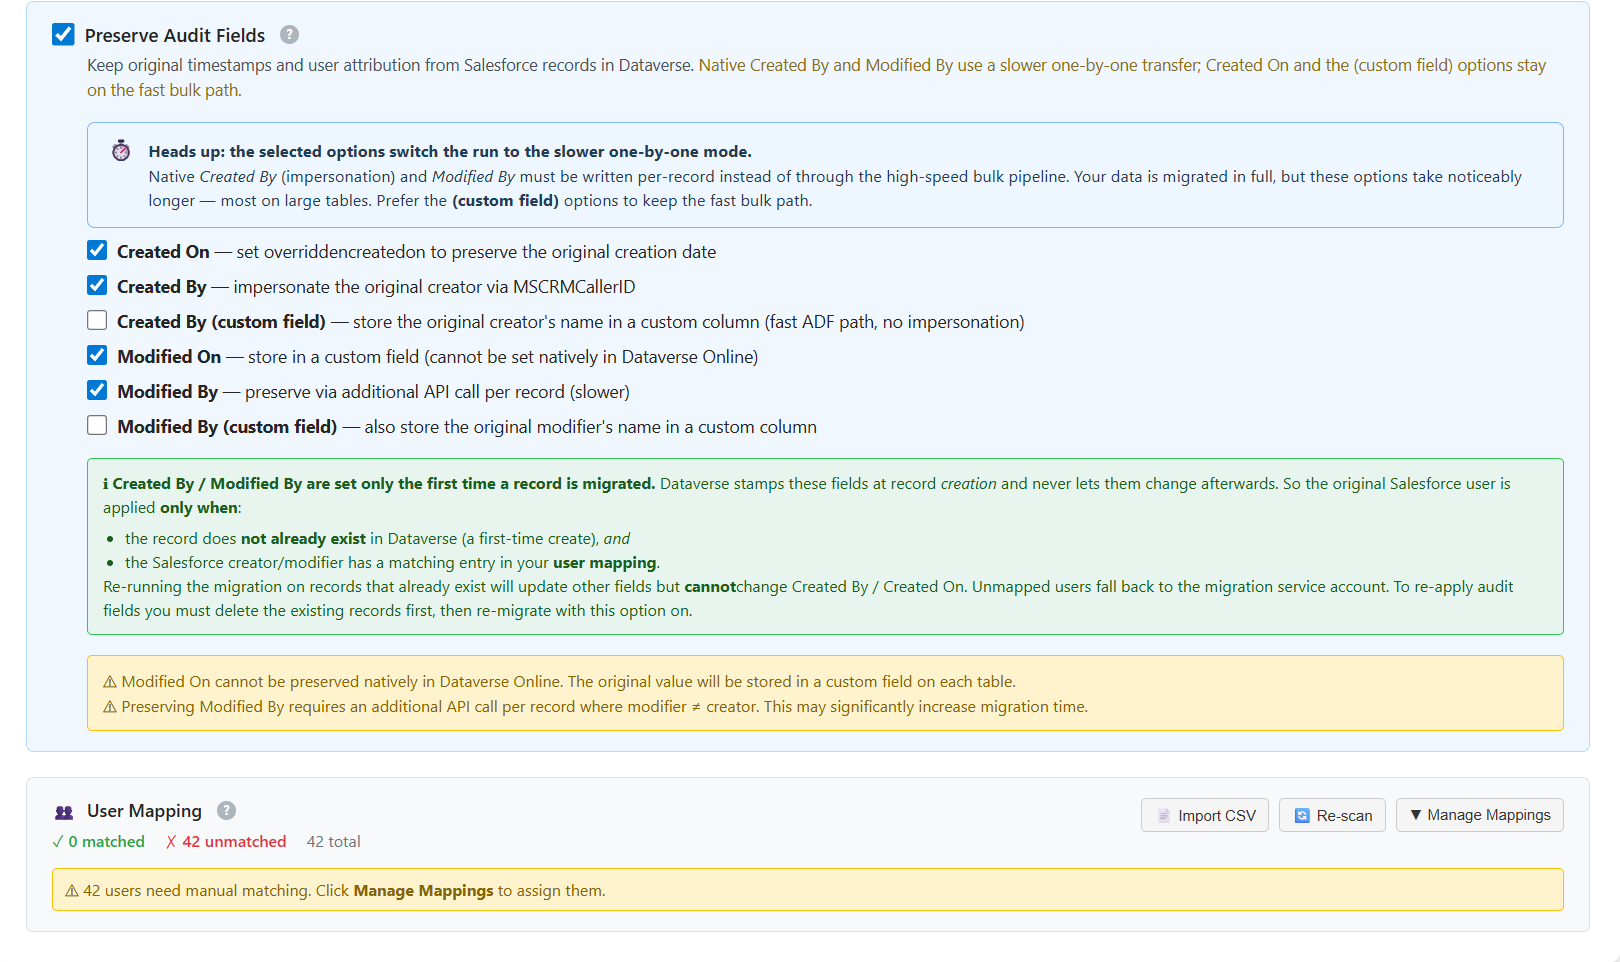 Preserve Audit Fields ?
Keep original timestamps and user attribution from Salesforce records in Dataverse. Native Created By and Modified By use a slower one-by-one transfer; Created On and the (custom field) options stay
on the fast bulk path.
Heads up: the selected options switch the run to the slower one-by-one mode.
Native Created By (impersonation) and Modified By must be written per-record instead of through the high-speed bulk pipeline. Your data is migrated in full, but these options take noticeably
longer — most on large tables. Prefer the (custom field) options to keep the fast bulk path.
Created On — set overriddencreatedon to preserve the original creation date
Created By — impersonate the original creator via MSCRMCallerID
Created By (custom field) — store the original creator's name in a custom column (fast ADF path, no impersonation)
Modified On — store in a custom field (cannot be set natively in Dataverse Online)
Modified By — preserve via additional API call per record (slower)
Modified By (custom field) — also store the original modifier's name in a custom column
ℹ Created By / Modified By are set only the first time a record is migrated. Dataverse stamps these fields at record creation and never lets them change afterwards. So the original Salesforce user is
applied only when:
• the record does not already exist in Dataverse (a first-time create), and
• the Salesforce creator/modifier has a matching entry in your user mapping.
Re-running the migration on records that already exist will update other fields but cannotchange Created By / Created On. Unmapped users fall back to the migration service account. To re-apply audit
fields you must delete the existing records first, then re-migrate with this option on.
⚠ Modified On cannot be preserved natively in Dataverse Online. The original value will be stored in a custom field on each table.
⚠ Preserving Modified By requires an additional API call per record where modifier ≠ creator. This may significantly increase migration time.
User Mapping ?
Import CSV
Re-scan
▼ Manage Mappings
✓ 0 matched ✗ 42 unmatched 42 total
⚠ 42 users need manual matching. Click Manage Mappings to assign them.